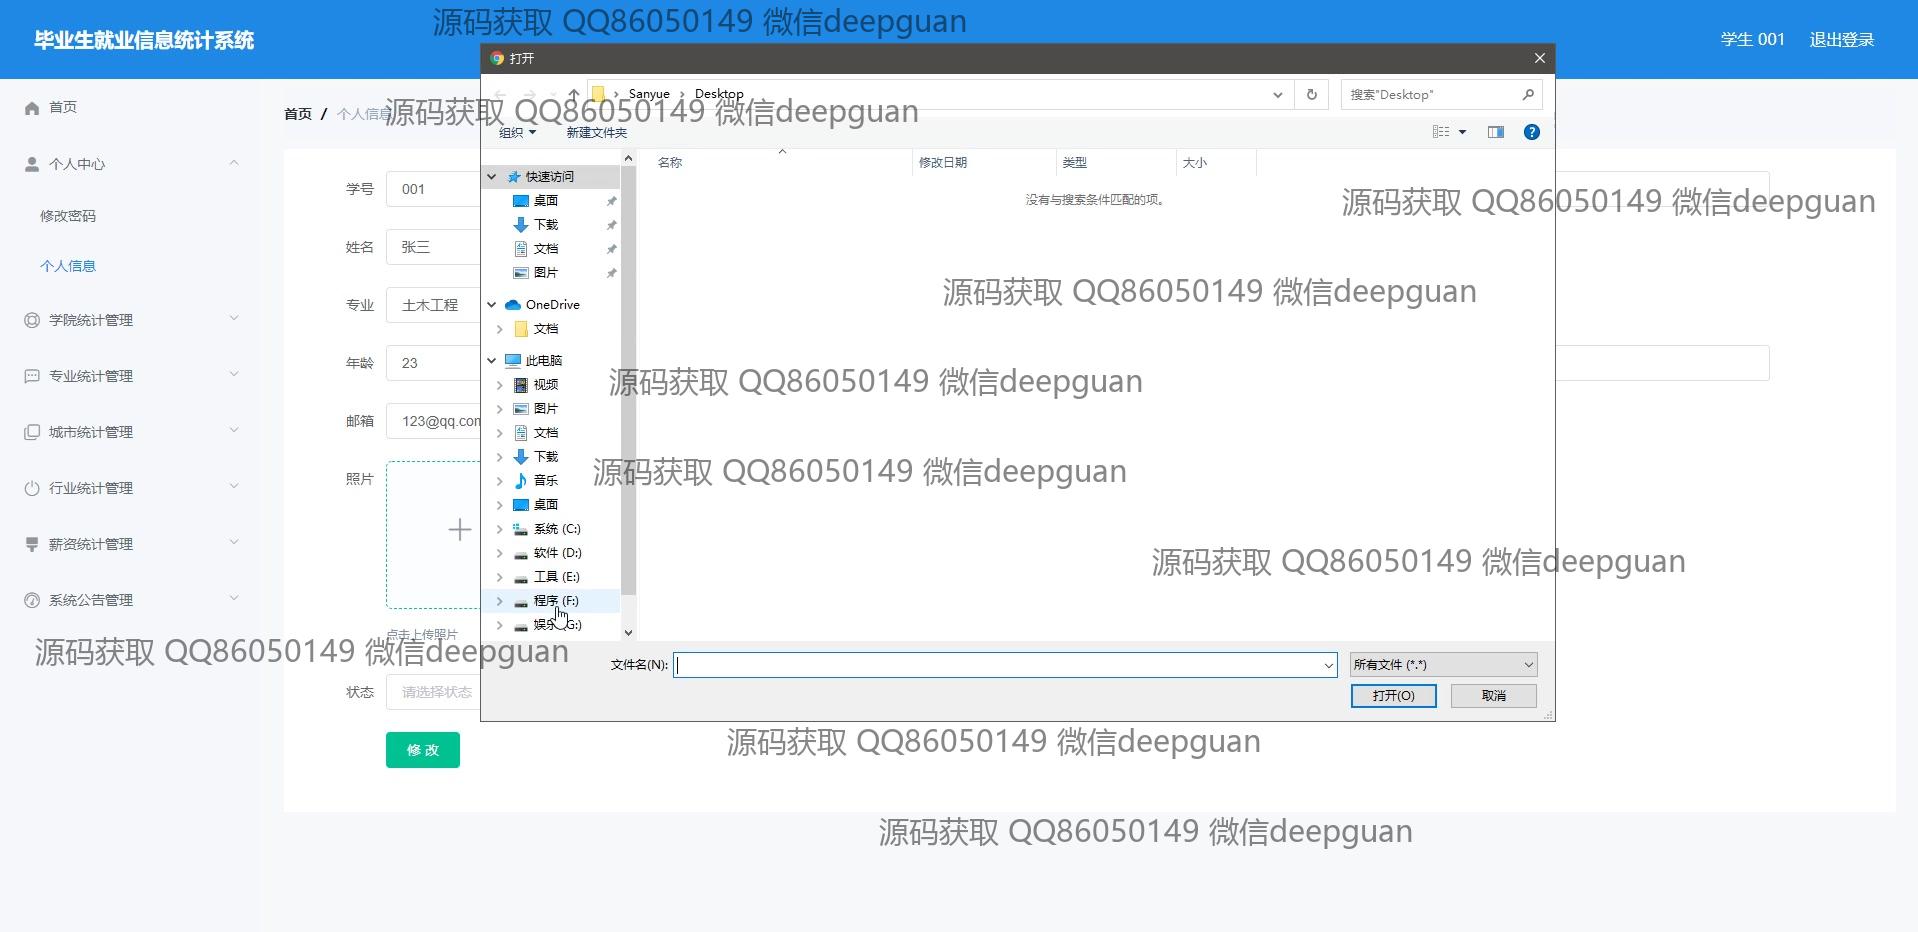 源码获取 QQ86050149 微信deepguan
毕业生就业信息统计系统
学生 001
退出登录
打开
首页
个人中心
修改密码
个人信息
学院统计管理
专业统计管理
城市统计管理
行业统计管理
薪资统计管理
系统公告管理
首页 / 个人信息
源码获取 QQ86050149 微信deepguan
学号
001
姓名
张三
专业
土木工程
年龄
23
邮箱
123@qq.com
照片
点击上传照片
状态
请选择状态
修 改
Sanyue
Desktop
搜索"Desktop"
组织
新建文件夹
名称
修改日期
类型
大小
没有与搜索条件匹配的项。
快速访问
桌面
下载
文档
图片
OneDrive
文档
此电脑
视频
图片
文档
下载
音乐
桌面
系统 (C:)
软件 (D:)
工具 (E:)
程序 (F:)
娱乐 (G:)
文件名(N):
所有文件 (*.*)
打开(O)
取消
源码获取 QQ86050149 微信deepguan
源码获取 QQ86050149 微信deepguan
源码获取 QQ86050149 微信deepguan
源码获取 QQ86050149 微信deepguan
源码获取 QQ86050149 微信deepguan
源码获取 QQ86050149 微信deepguan
源码获取 QQ86050149 微信deepguan
源码获取 QQ86050149 微信deepguan